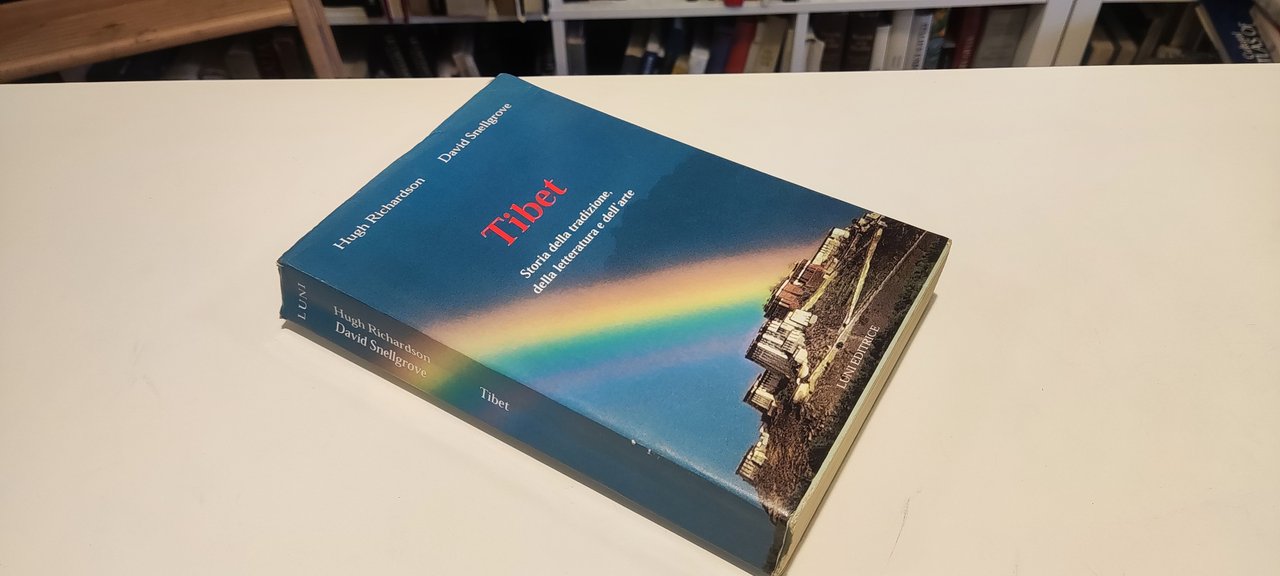 Hugh Richardson David Snellgrove
Tibet
Storia della tradizione,
della letteratura e dell'arte
LUNI EDITRICE
LUNI
Hugh Richardson
David Snellgrove
Tibet